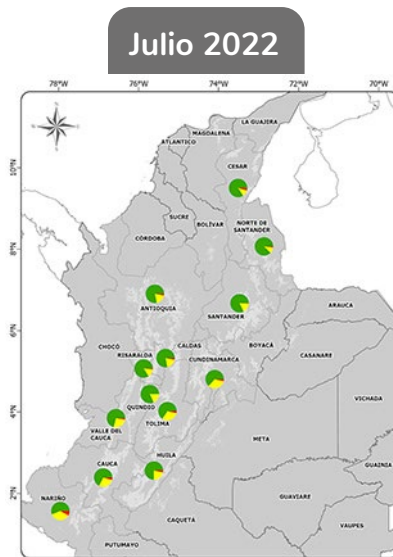 Julio 2022
78°W 76°W 74°W 72°W 70°W
LA GUAJIRA
MAGDALENA
ATLANTICO
CESAR
10°N
SUCRE
BOLÍVAR
NORTE DE
SANTANDER
CÓRDOBA
8°N
ANTIOQUIA
SANTANDER
ARAUCA
6°N
CHOCÓ
CALDAS
BOYACÁ
RISARALDA
CUNDINAMARCA
CASANARE
VICHADA
QUINDIO
4°N
VALLE DEL
CAUCA
TOLIMA
META
HUILA
CAUCA
GUAINIA
2°N
NARIÑO
GUAVIARE
CAQUETA
VAUPES
PUTUMAYO